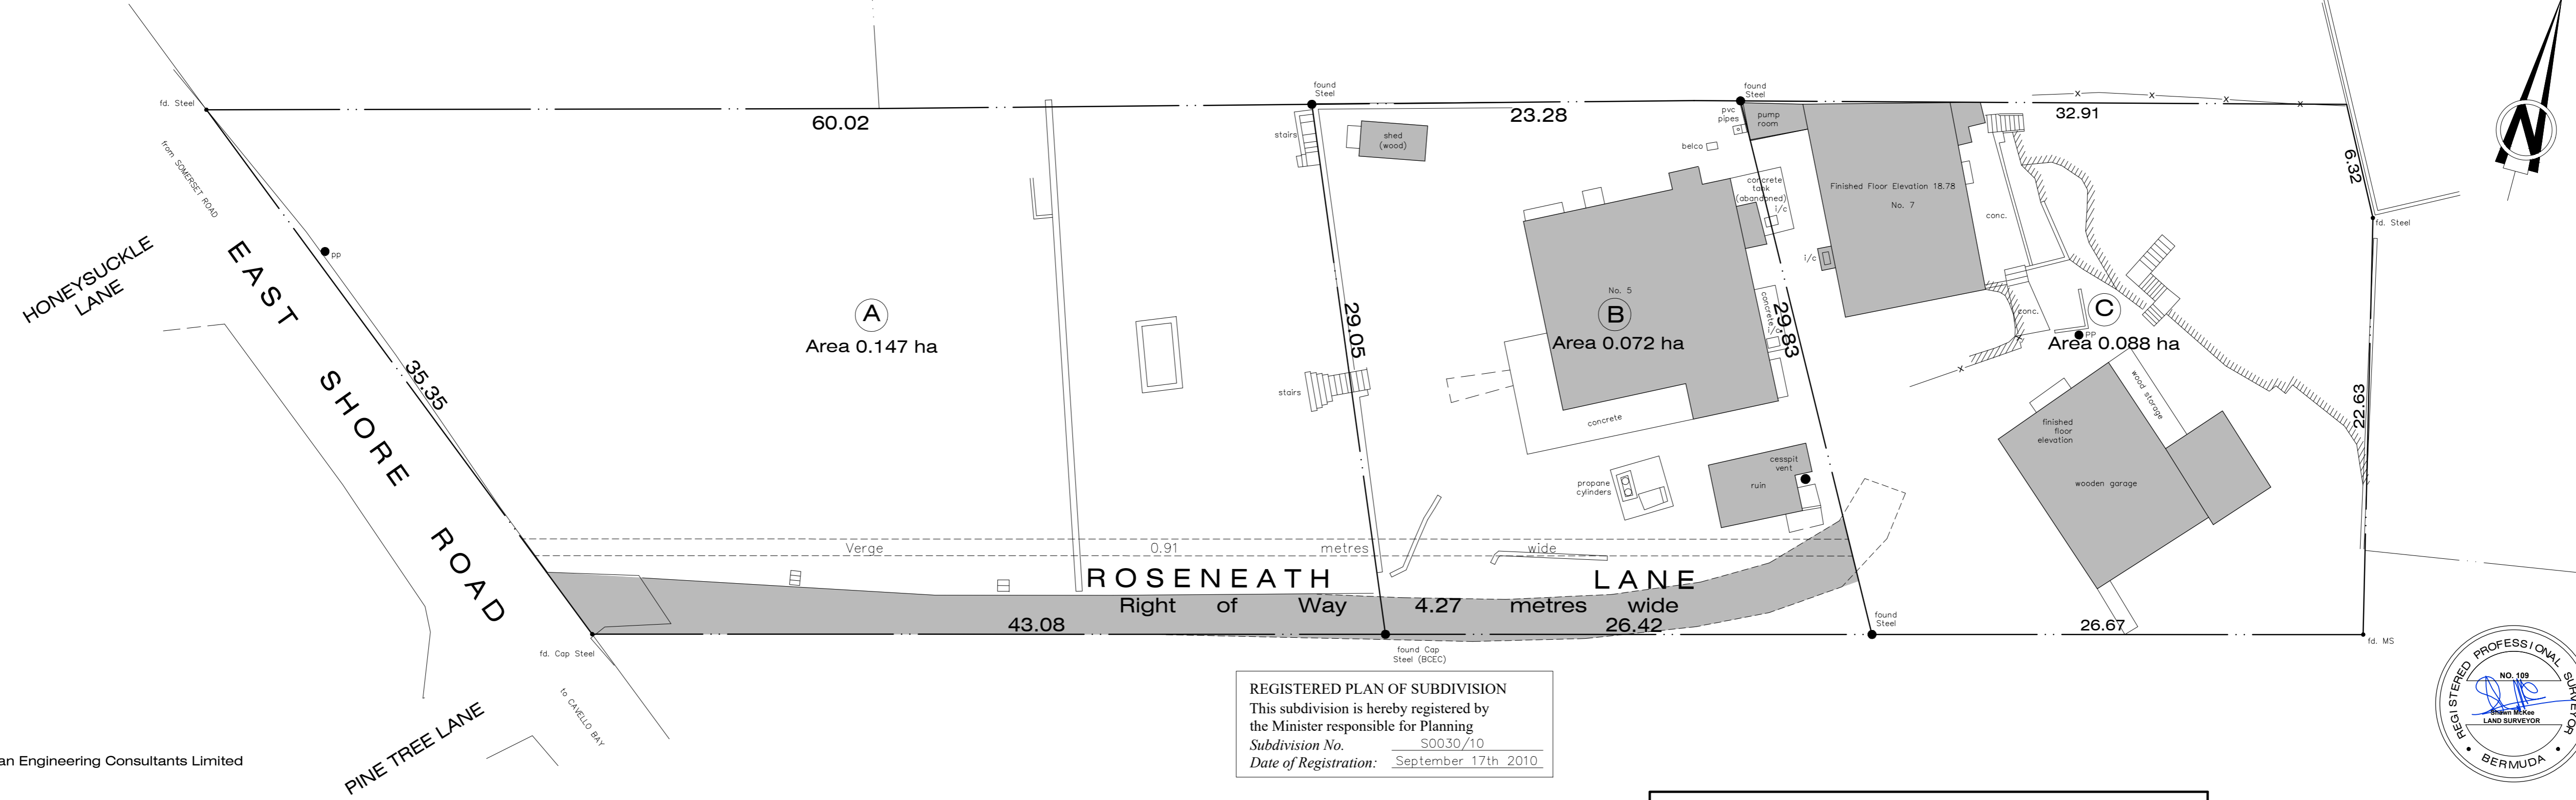 fd. Steel
60.02
found
Steel
23.28
found
Steel
32.91
6.32
fd. Steel
N
from SOMERSET ROAD
HONEYSUCKLE
LANE
EAST SHORE ROAD
pp
35.35
stairs
shed
(wood)
pvc
pipes
pump
room
belco
concrete
tank
(abandoned)
i/c
Finished Floor Elevation 18.78
No. 7
i/c
conc.
A
Area 0.147 ha
29.05
stairs
No. 5
B
Area 0.072 ha
concrete
i/c
29.83
concrete
conc.
C
PP
Area 0.088 ha
22.63
wood storage
finished
floor
elevation
wooden garage
propane
cylinders
cesspit
vent
ruin
Verge 0.91 metres wide
ROSENEATH LANE
Right of Way 4.27 metres wide
43.08
26.42
found
Steel
26.67
fd. MS
fd. Cap Steel
found Cap
Steel (BCEC)
to CAVELLO BAY
PINE TREE LANE
an Engineering Consultants Limited
REGISTERED PLAN OF SUBDIVISION
This subdivision is hereby registered by
the Minister responsible for Planning
Subdivision No. S0030/10
Date of Registration: September 17th 2010
REGISTERED PROFESSIONAL SURVEYOR
NO. 109
Shawn McKee
LAND SURVEYOR
BERMUDA